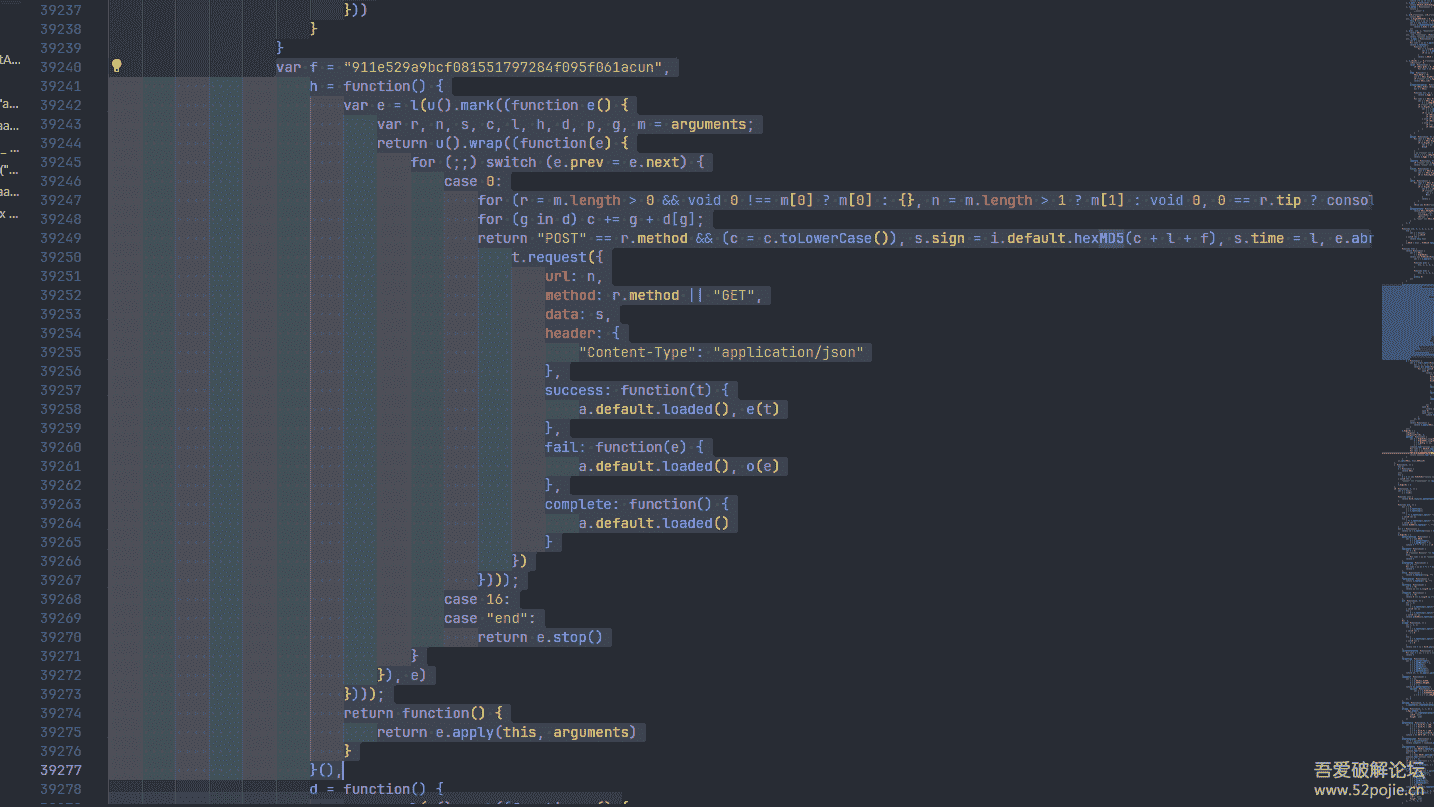 39237 }))
39238 }
39239 }
39240 var f = "911e529a9bcf081551797284f095f061acun",
39241 h = function() {
39242 var e = l(u().mark((function e() {
39243 var r, n, s, c, l, h, d, p, g, m = arguments;
39244 return u().wrap((function(e) {
39245 for (;;) switch (e.prev = e.next) {
39246 case 0:
39247 for (r = m.length > 0 && void 0 !== m[0] ? m[0] : {}, n = m.length > 1 ? m[1] : void 0, 0 == r.tip ? consol
39248 for (g in d) c += g + d[g];
39249 return "POST" == r.method && (c = c.toLowerCase()), s.sign = i.default.hexMD5(c + l + f), s.time = l, e.abr
39250 t.request({
39251 url: n,
39252 method: r.method || "GET",
39253 data: s,
39254 header: {
39255 "Content-Type": "application/json"
39256 },
39257 success: function(t) {
39258 a.default.loaded(), e(t)
39259 },
39260 fail: function(e) {
39261 a.default.loaded(), o(e)
39262 },
39263 complete: function() {
39264 a.default.loaded()
39265 }
39266 })
39267 })));
39268 case 16:
39269 case "end":
39270 return e.stop()
39271 }
39272 }), e)
39273 })));
39274 return function() {
39275 return e.apply(this, arguments)
39276 }
39277 }(),
39278 d = function() {
tA...
"a...
aa...
_ ...
("...
aa...
x ...
吾爱破解论坛
www.52pojie.cn